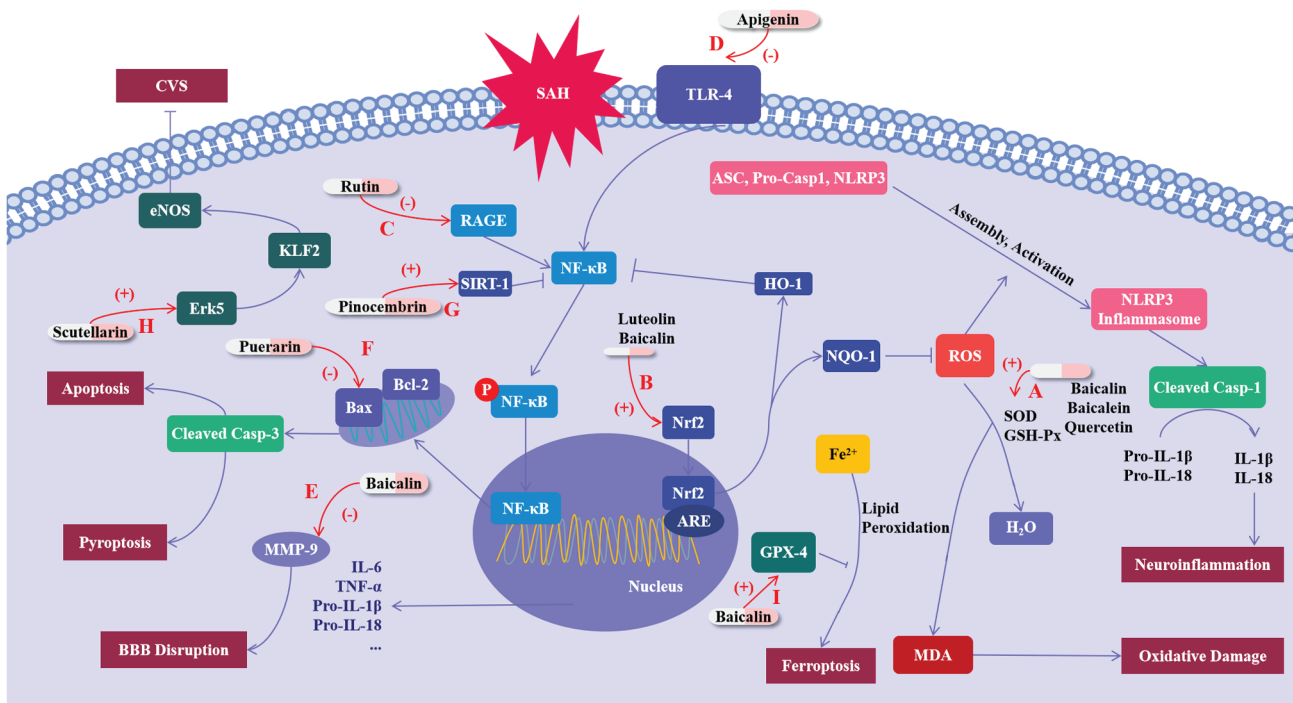 Apigenin
D
(-)
SAH
TLR-4
CVS
ASC, Pro-Casp1, NLRP3
Rutin
(-)
C
RAGE
eNOS
KLF2
Assembly, Activation
NF-κB
(+)
SIRT-1
Pinocembrin
G
HO-1
(+)
Erk5
Scutellarin
H
NLRP3
Inflammasome
Luteolin
Baicalin
Puerarin
F
(-)
B
(+)
NQO-1
ROS
(+)
A
Baicalin
Baicalein
Quercetin
SOD
GSH-Px
Cleaved Casp-1
Apoptosis
Bcl-2
Bax
P
NF-κB
Nrf2
Cleaved Casp-3
Fe²⁺
Pro-IL-1β
Pro-IL-18
IL-1β
IL-18
E
Baicalin
(-)
NF-κB
Nrf2
ARE
Lipid
Peroxidation
H₂O
Pyroptosis
MMP-9
GPX-4
Neuroinflammation
IL-6
TNF-α
Pro-IL-1β
Pro-IL-18
...
Nucleus
(+)
I
Baicalin
BBB Disruption
Ferroptosis
MDA
Oxidative Damage